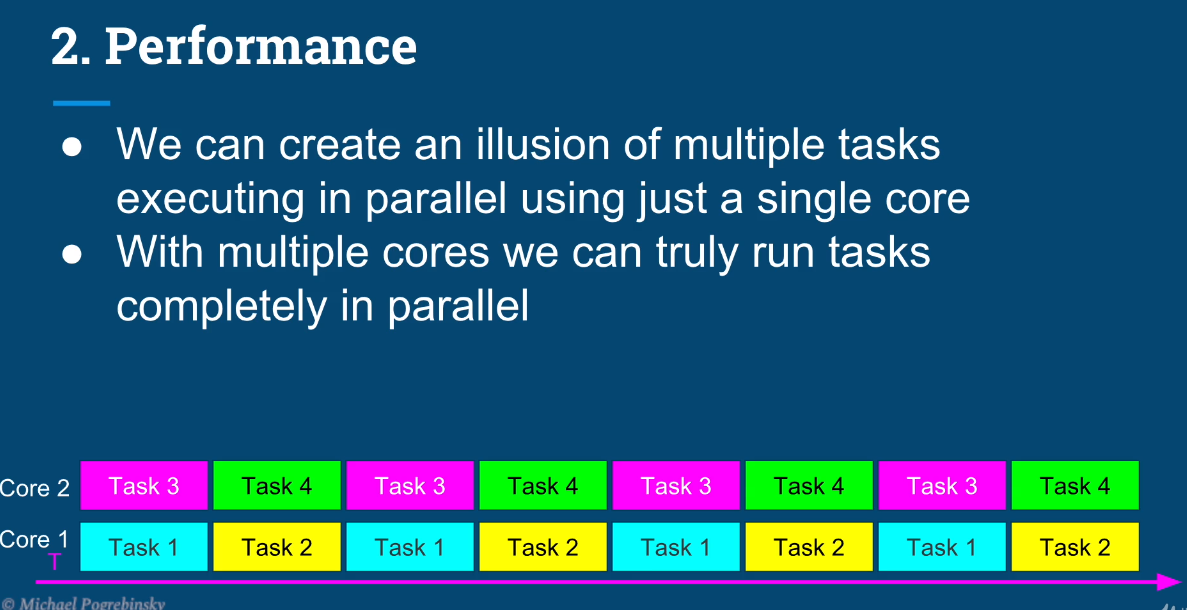 2. Performance
● We can create an illusion of multiple tasks
executing in parallel using just a single core
● With multiple cores we can truly run tasks
completely in parallel
Core 2 Task 3 Task 4 Task 3 Task 4 Task 3 Task 4 Task 3 Task 4
Core 1 Task 1 Task 2 Task 1 Task 2 Task 1 Task 2 Task 1 Task 2
T
© Michael Pogrebinsky